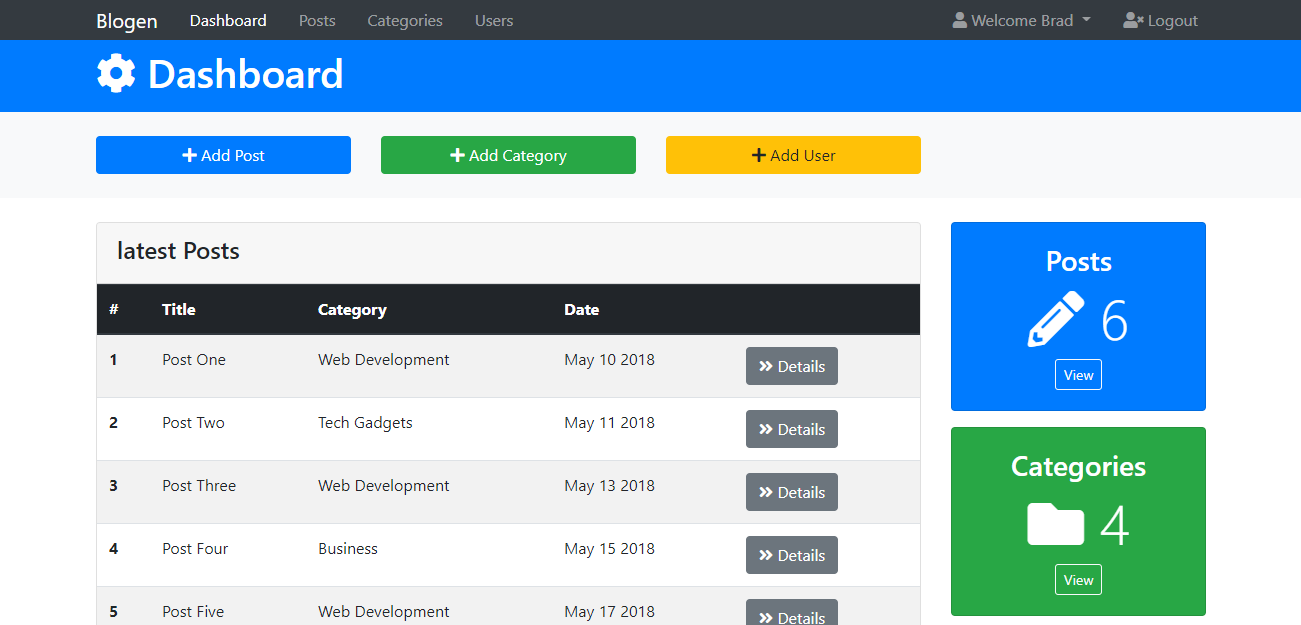 Blogen Dashboard Posts Categories Users Welcome Brad Logout
Dashboard
Add Post Add Category Add User
latest Posts
# Title Category Date
1 Post One Web Development May 10 2018 Details
2 Post Two Tech Gadgets May 11 2018 Details
3 Post Three Web Development May 13 2018 Details
4 Post Four Business May 15 2018 Details
5 Post Five Web Development May 17 2018 Details
Posts
6
View
Categories
4
View